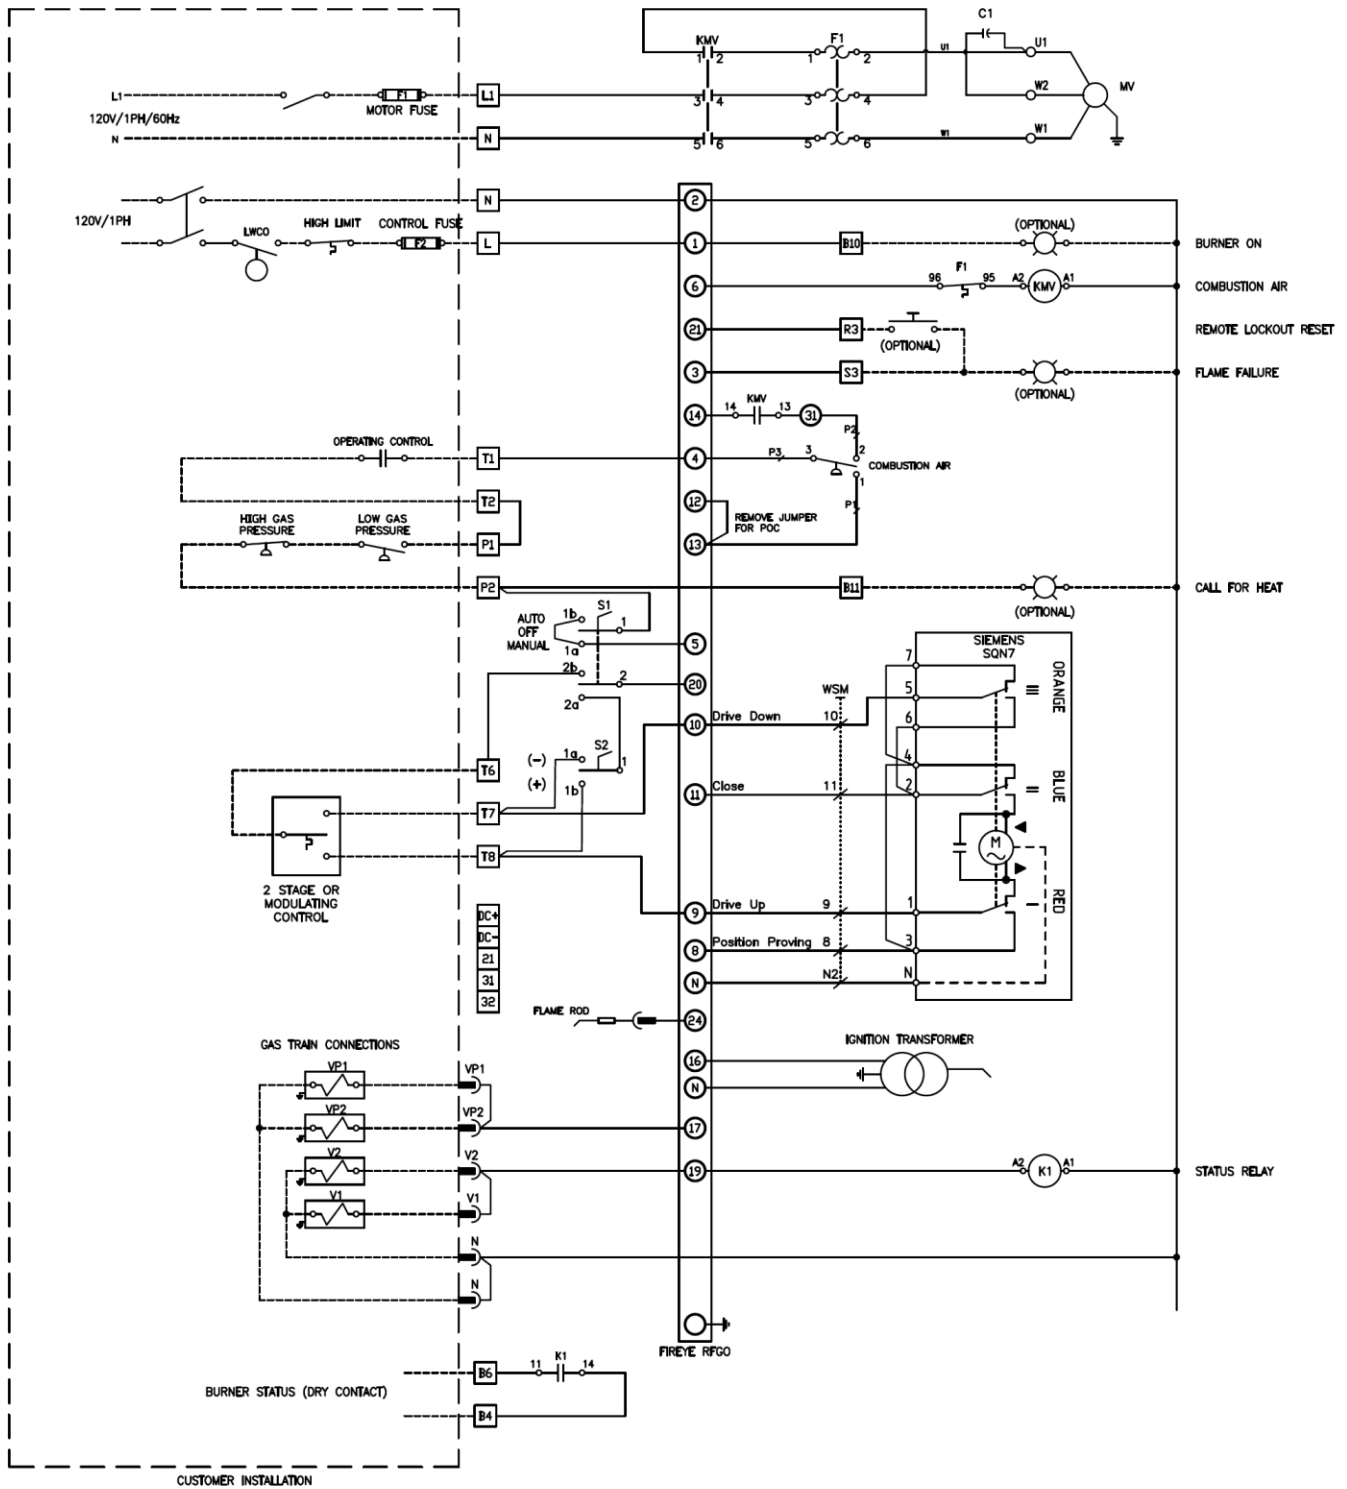 C1
KMV
F1
1 2
1 2
U1
U1
L1
F1
L1
3 4
3 4
W2
MV
MOTOR FUSE
120V/1PH/60Hz
N
N
5 6
5 6
W1
W1
N
2
120V/1PH
LWCO
HIGH LIMIT
CONTROL FUSE
F2
L
1
B10
(OPTIONAL)
BURNER ON
6
96
F1
95
A2
KMV
A1
COMBUSTION AIR
21
R3
(OPTIONAL)
REMOTE LOCKOUT RESET
3
S3
(OPTIONAL)
FLAME FAILURE
14
14
KMV
13
31
P2
OPERATING CONTROL
T1
4
P3
3
2
1
COMBUSTION AIR
T2
12
P1
REMOVE JUMPER
FOR POC
HIGH GAS
PRESSURE
LOW GAS
PRESSURE
P1
13
P2
B11
(OPTIONAL)
CALL FOR HEAT
AUTO
OFF
MANUAL
1b
S1
1
1a
5
2b
2
20
2a
SIEMENS
SQN7
7
ORANGE
WSM
5
10
Drive Down
10
6
(-)
1a
S2
1
4
T6
(+)
1b
11
Close
11
2
BLUE
T7
M
T8
2 STAGE OR
MODULATING
CONTROL
9
Drive Up
9
1
RED
DC+
DC-
21
31
32
8
Position Proving
8
3
N
N2
N
FLAME ROD
24
GAS TRAIN CONNECTIONS
IGNITION TRANSFORMER
16
VP1
VP1
N
VP2
VP2
17
V2
V2
19
A2
K1
A1
STATUS RELAY
V1
V1
N
N
FIREYE RFGO
B6
11
K1
14
BURNER STATUS (DRY CONTACT)
B4
CUSTOMER INSTALLATION